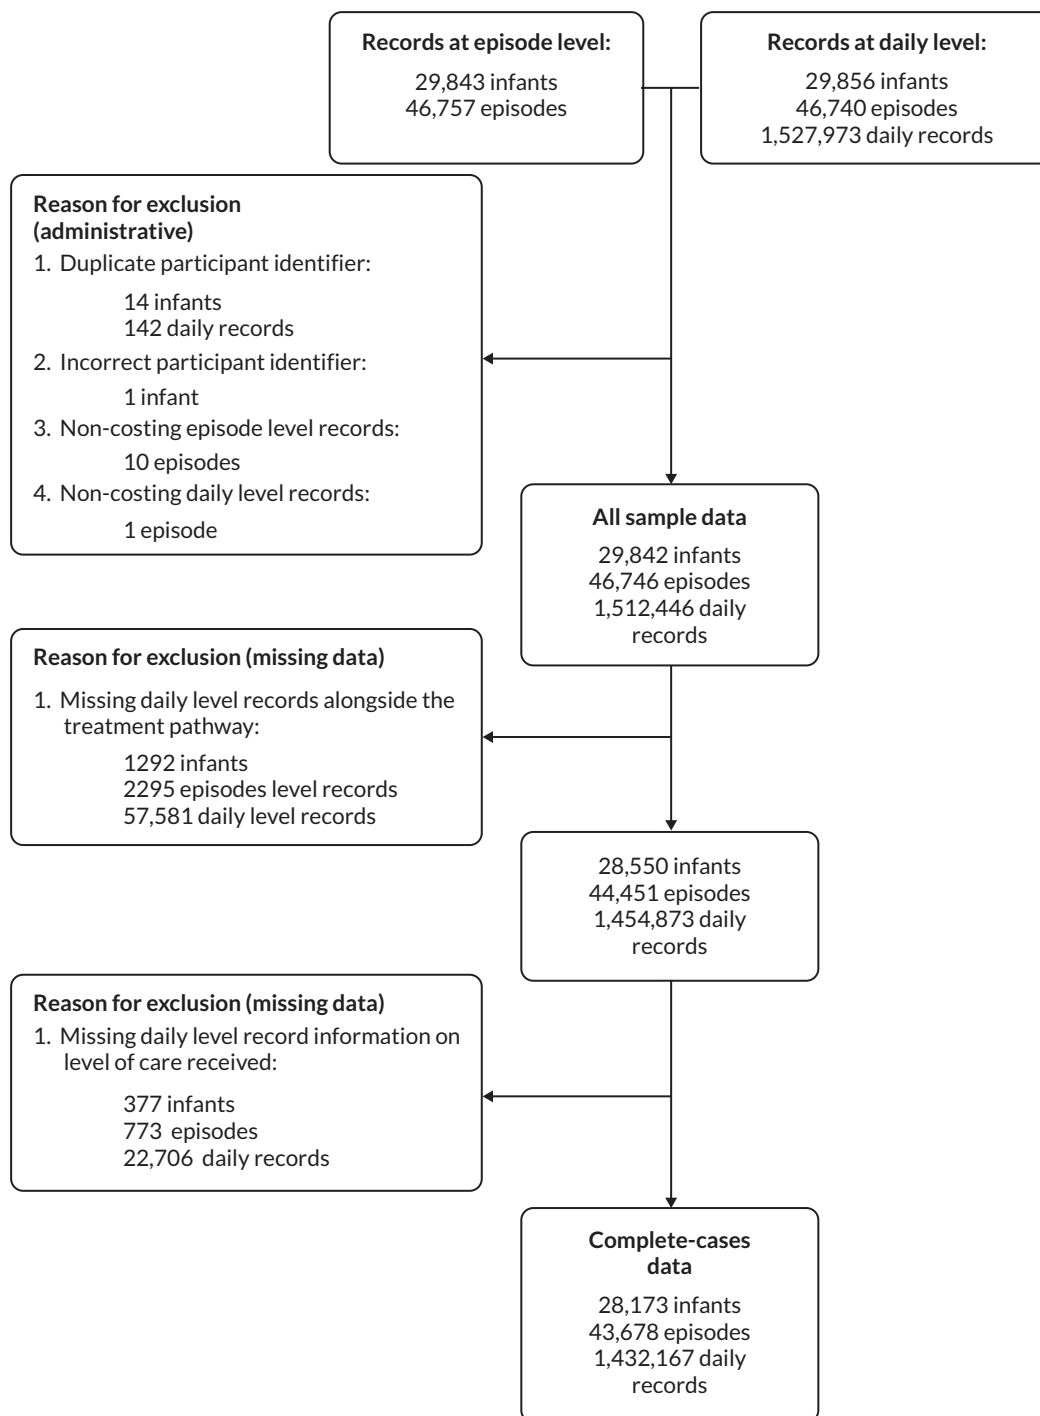 Records at episode level:
29,843 infants
46,757 episodes
Records at daily level:
29,856 infants
46,740 episodes
1,527,973 daily records
Reason for exclusion
(administrative)
1. Duplicate participant identifier:
14 infants
142 daily records
2. Incorrect participant identifier:
1 infant
3. Non-costing episode level records:
10 episodes
4. Non-costing daily level records:
1 episode
All sample data
29,842 infants
46,746 episodes
1,512,446 daily
records
Reason for exclusion (missing data)
1. Missing daily level records alongside the
treatment pathway:
1292 infants
2295 episodes level records
57,581 daily level records
28,550 infants
44,451 episodes
1,454,873 daily
records
Reason for exclusion (missing data)
1. Missing daily level record information on
level of care received:
377 infants
773 episodes
22,706 daily records
Complete-cases
data
28,173 infants
43,678 episodes
1,432,167 daily
records